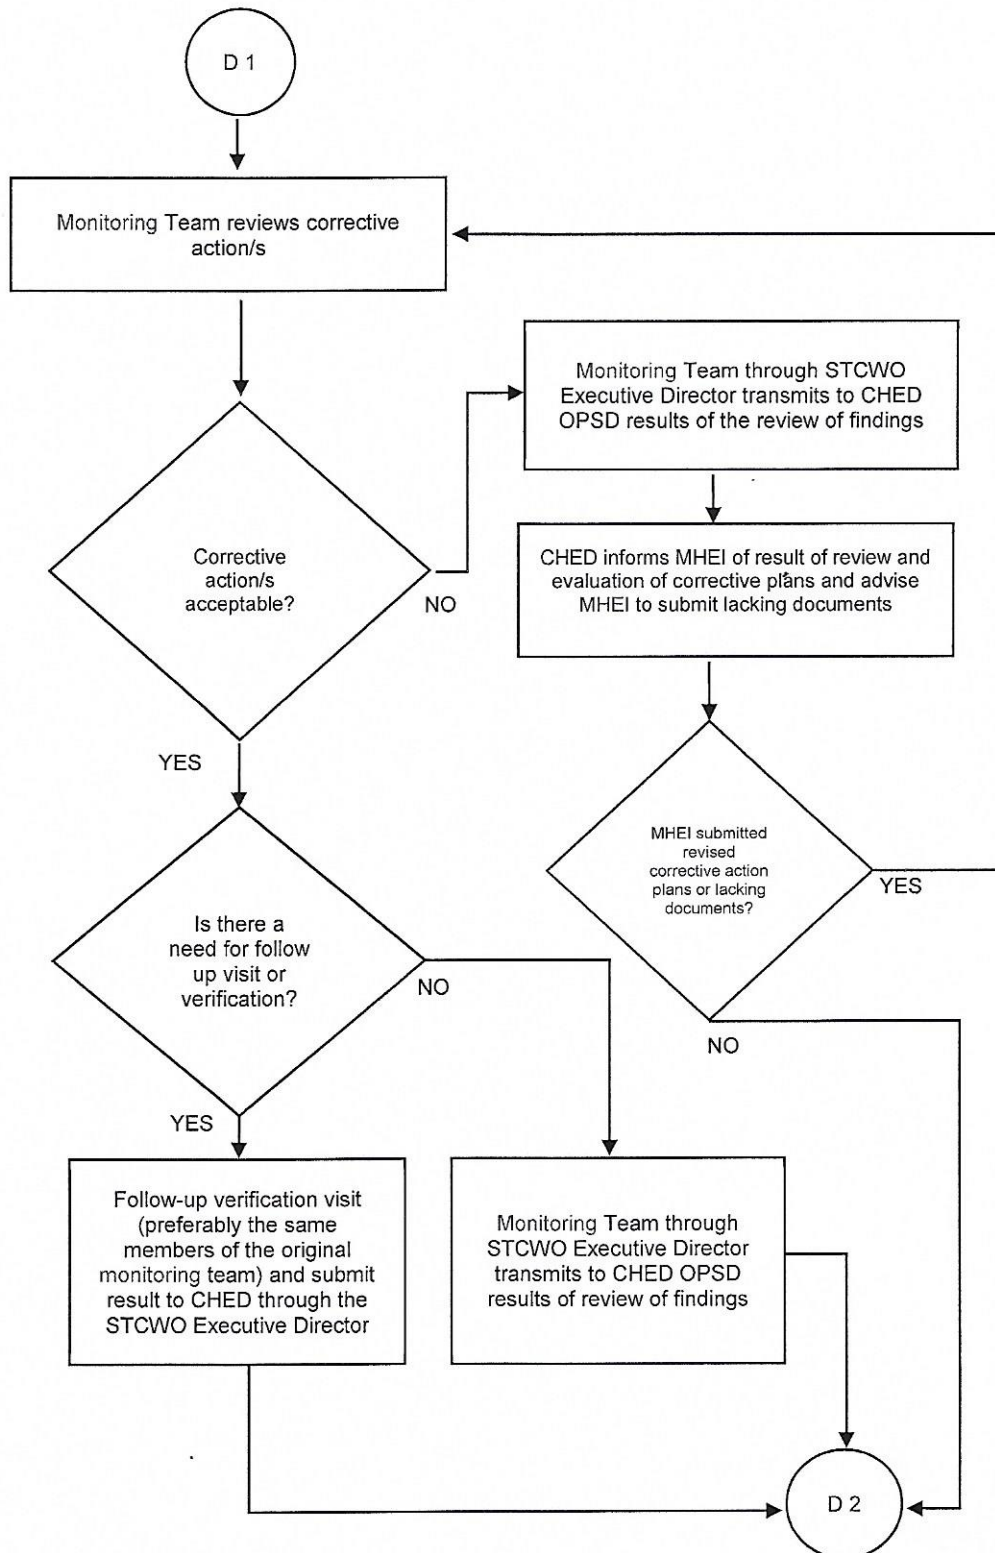 D 1
Monitoring Team reviews corrective
action/s
Monitoring Team through STCWO
Executive Director transmits to CHED
OPSD results of the review of findings
Corrective
action/s
acceptable?
NO
CHED informs MHEI of result of review and
evaluation of corrective plans and advise
MHEI to submit lacking documents
YES
MHEI submitted
revised
corrective action
plans or lacking
documents?
YES
NO
Is there a
need for follow
up visit or
verification?
NO
YES
Follow-up verification visit
(preferably the same
members of the original
monitoring team) and submit
result to CHED through the
STCWO Executive Director
Monitoring Team through
STCWO Executive Director
transmits to CHED OPSD
results of review of findings
D 2